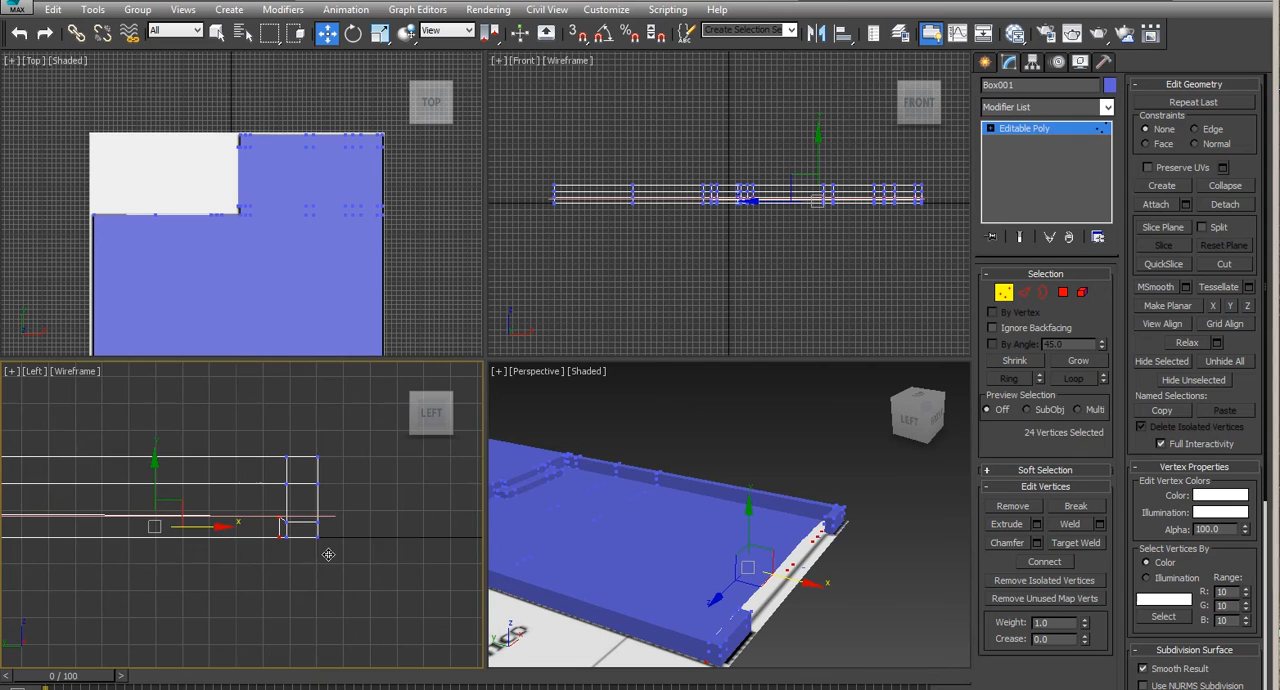 MAX Edit Tools Group Views Create Modifiers Animation Graph Editors Rendering Civil View Customize Scripting Help
All View Create Selection Se
[+] [Top] [Shaded]
TOP
[+] [Front] [Wireframe]
FRONT
[+] [Left] [Wireframe]
LEFT
[+] [Perspective] [Shaded]
LEFT
x
y
x
z
x
0 / 100
Box001
Modifier List
Editable Poly
- Selection
By Vertex
Ignore Backfacing
By Angle: 45.0
Shrink Grow
Ring Loop
Preview Selection
Off SubObj Multi
24 Vertices Selected
+ Soft Selection
- Edit Vertices
Remove Break
Extrude Weld
Chamfer Target Weld
Connect
Remove Isolated Vertices
Remove Unused Map Verts
Weight: 1.0
Crease: 0.0
- Edit Geometry
Repeat Last
Constraints
None Edge
Face Normal
Preserve UVs
Create Collapse
Attach Detach
Slice Plane Split
Slice Reset Plane
QuickSlice Cut
MSmooth Tessellate
Make Planar X Y Z
View Align Grid Align
Relax
Hide Selected Unhide All
Hide Unselected
Named Selections:
Copy Paste
Delete Isolated Vertices
Full Interactivity
- Vertex Properties
Edit Vertex Colors
Color:
Illumination:
Alpha: 100.0
Select Vertices By
Color
Illumination Range:
R: 10
G: 10
Select B: 10
- Subdivision Surface
Smooth Result
Use NURMS Subdivision